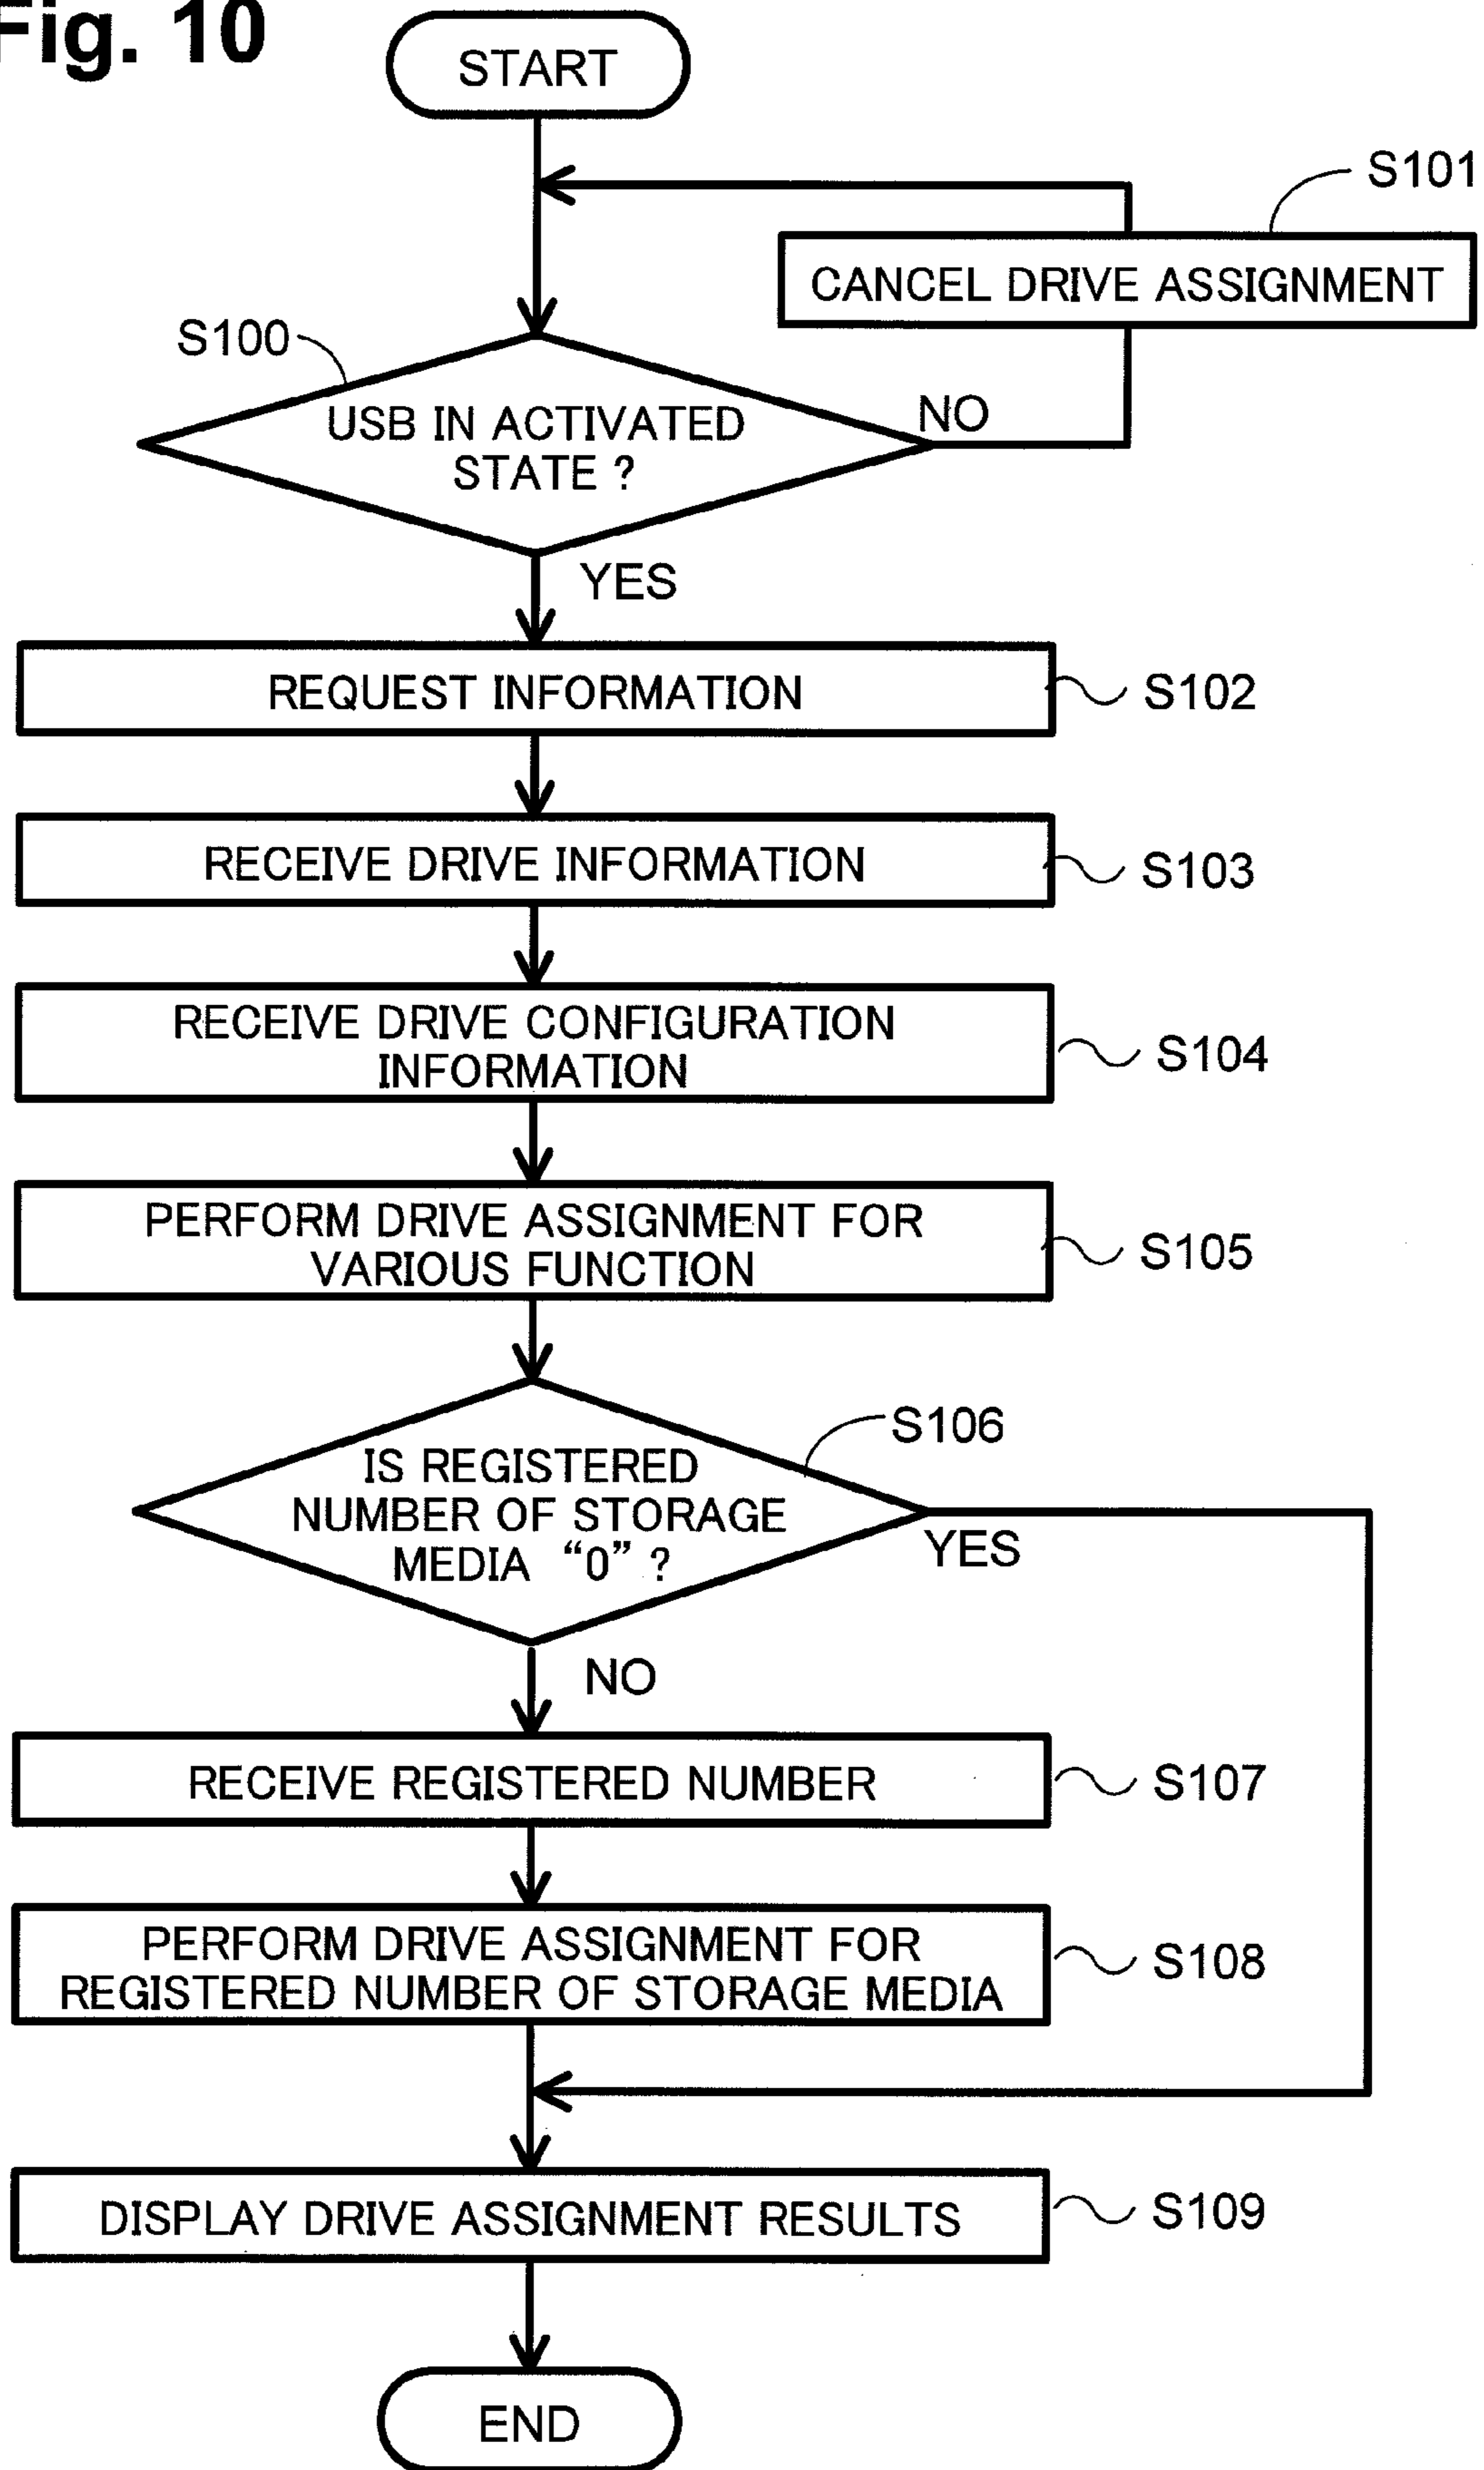 Fig. 10
START
S101
CANCEL DRIVE ASSIGNMENT
S100
USB IN ACTIVATED
STATE ?
NO
YES
REQUEST INFORMATION
S102
RECEIVE DRIVE INFORMATION
S103
RECEIVE DRIVE CONFIGURATION
INFORMATION
S104
PERFORM DRIVE ASSIGNMENT FOR
VARIOUS FUNCTION
S105
S106
IS REGISTERED
NUMBER OF STORAGE
MEDIA “0” ?
YES
NO
RECEIVE REGISTERED NUMBER
S107
PERFORM DRIVE ASSIGNMENT FOR
REGISTERED NUMBER OF STORAGE MEDIA
S108
DISPLAY DRIVE ASSIGNMENT RESULTS
S109
END